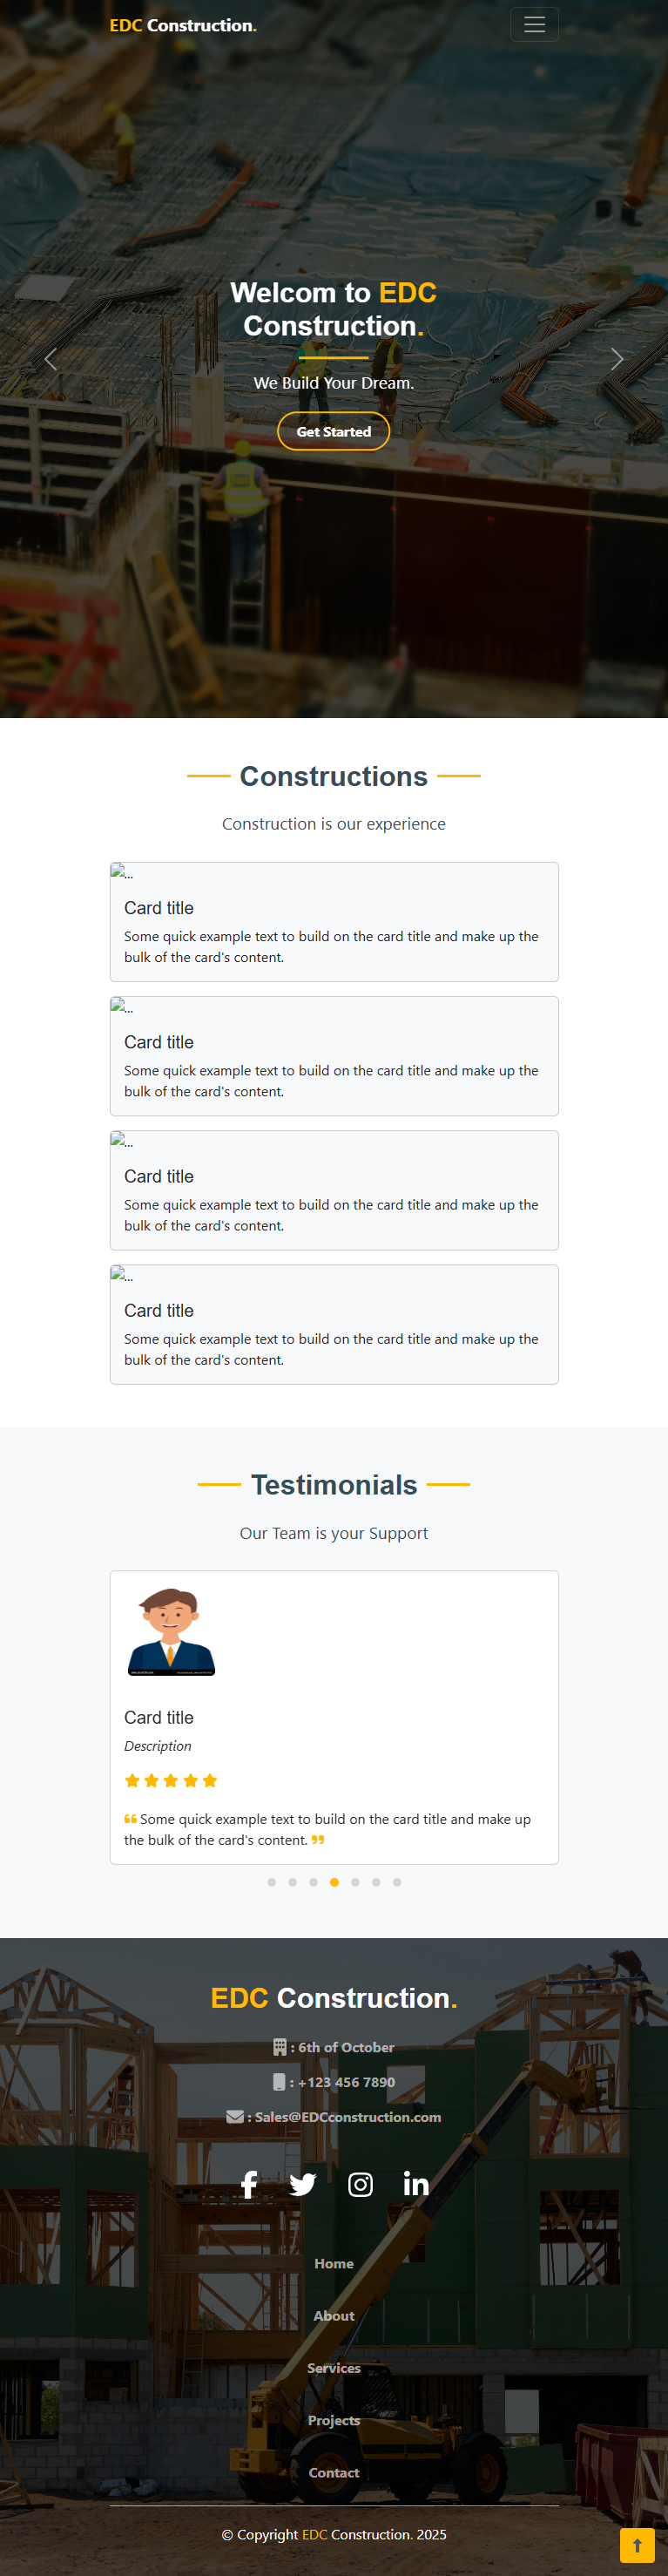 EDC Construction.
Welcom to EDC
Construction.
We Build Your Dream.
Get Started
Constructions
Construction is our experience
...
Card title
Some quick example text to build on the card title and make up the
bulk of the card's content.
...
Card title
Some quick example text to build on the card title and make up the
bulk of the card's content.
...
Card title
Some quick example text to build on the card title and make up the
bulk of the card's content.
...
Card title
Some quick example text to build on the card title and make up the
bulk of the card's content.
Testimonials
Our Team is your Support
Card title
Description
“ Some quick example text to build on the card title and make up
the bulk of the card's content. ”
EDC Construction.
: 6th of October
: +123 456 7890
: Sales@EDCconstruction.com
Home
About
Services
Projects
Contact
© Copyright EDC Construction. 2025